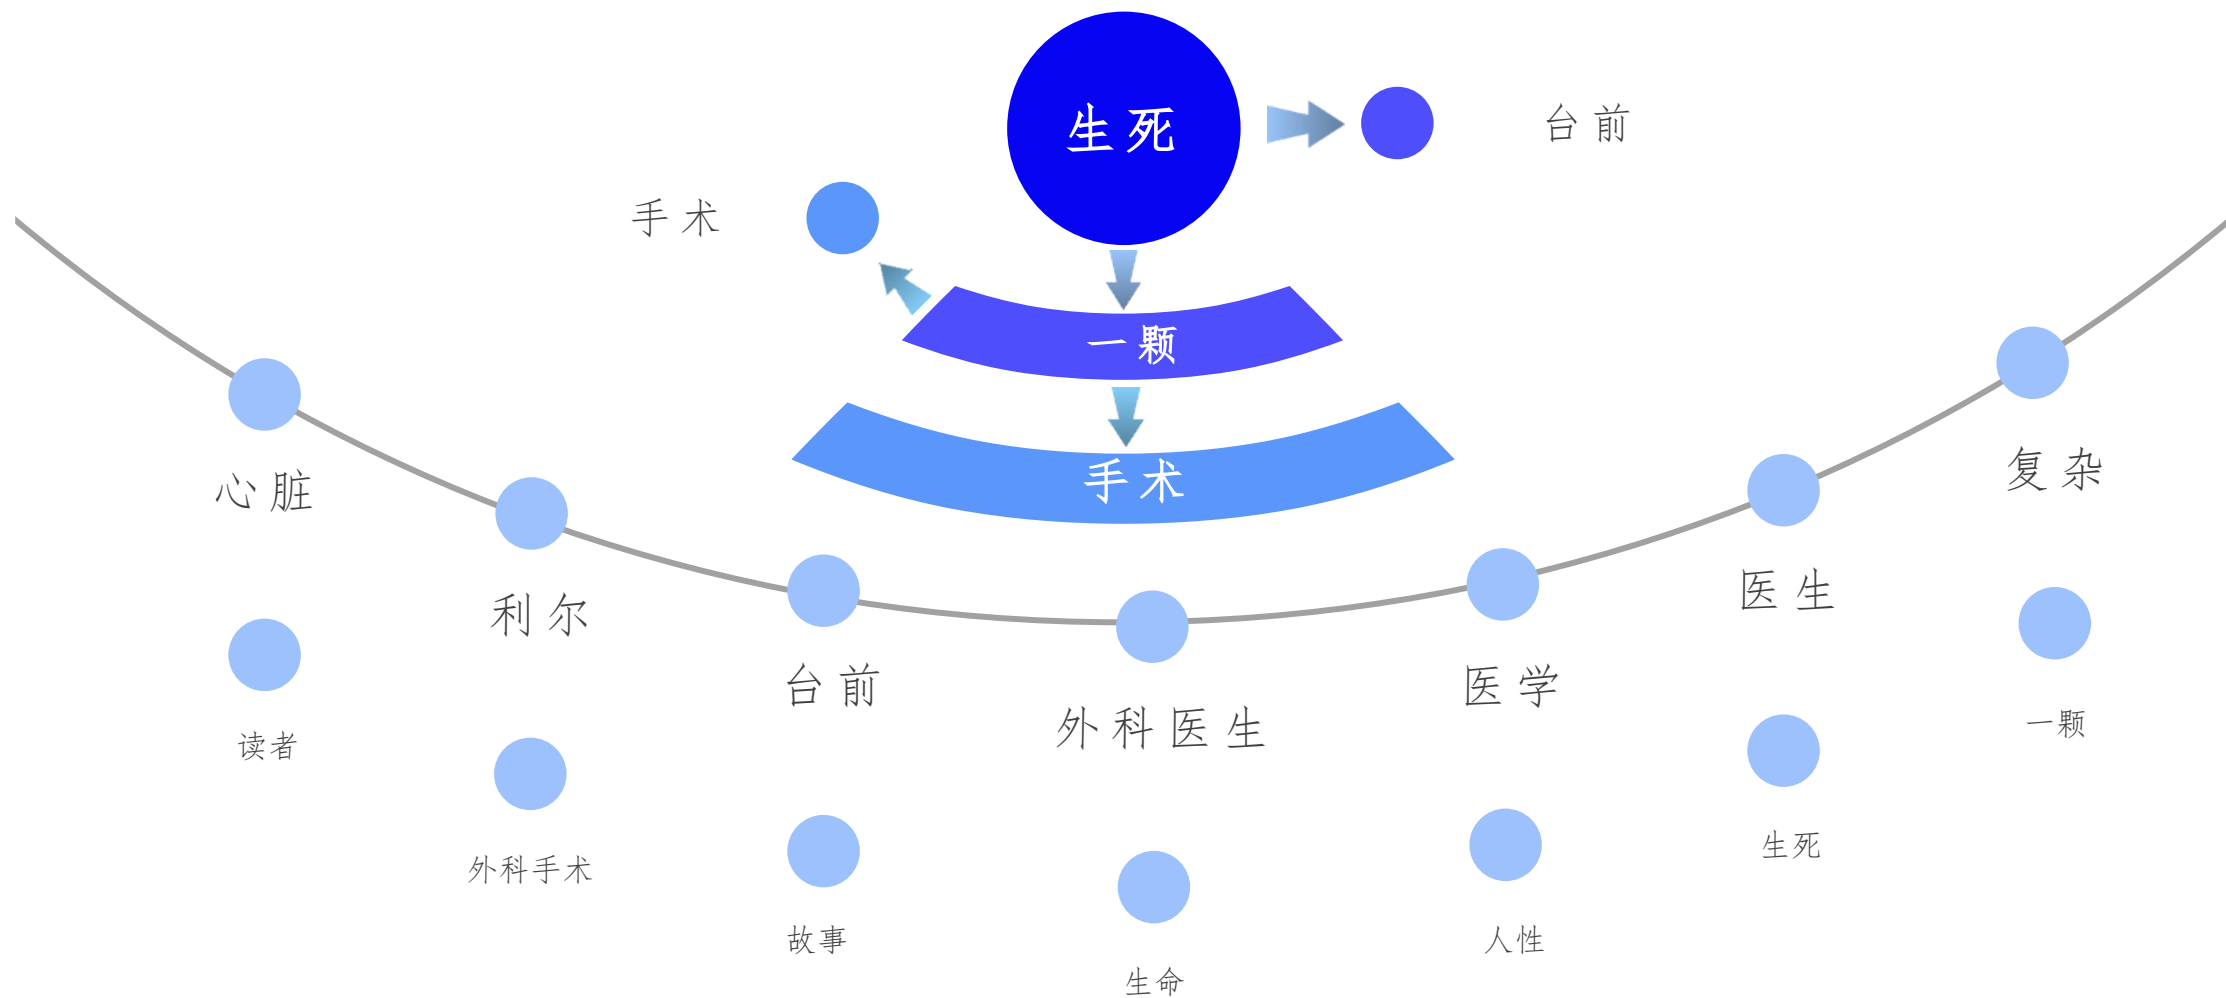 生死
台前
手术
一颗
手术
心脏
利尔
台前
外科医生
医学
医生
复杂
读者
外科手术
故事
生命
人性
生死
一颗